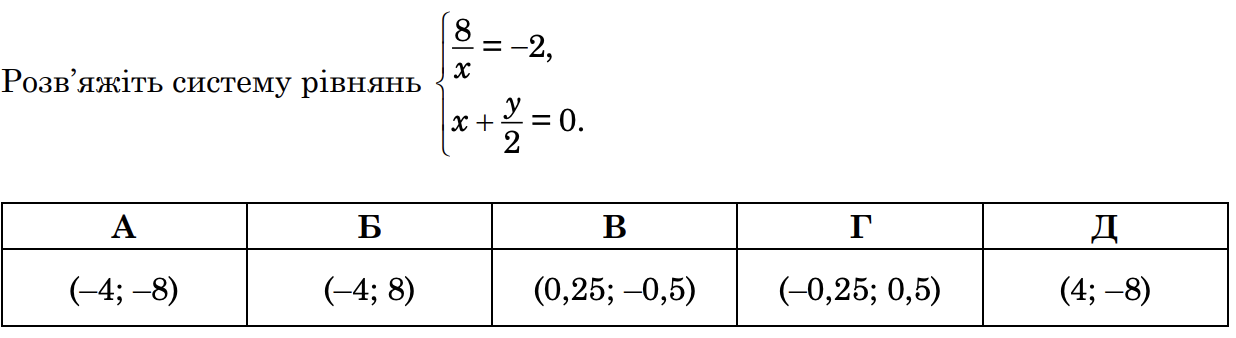 Розв’яжіть систему рівнянь { 8/x = –2,
x + y/2 = 0.
А Б В Г Д
(–4; –8) (–4; 8) (0,25; –0,5) (–0,25; 0,5) (4; –8)